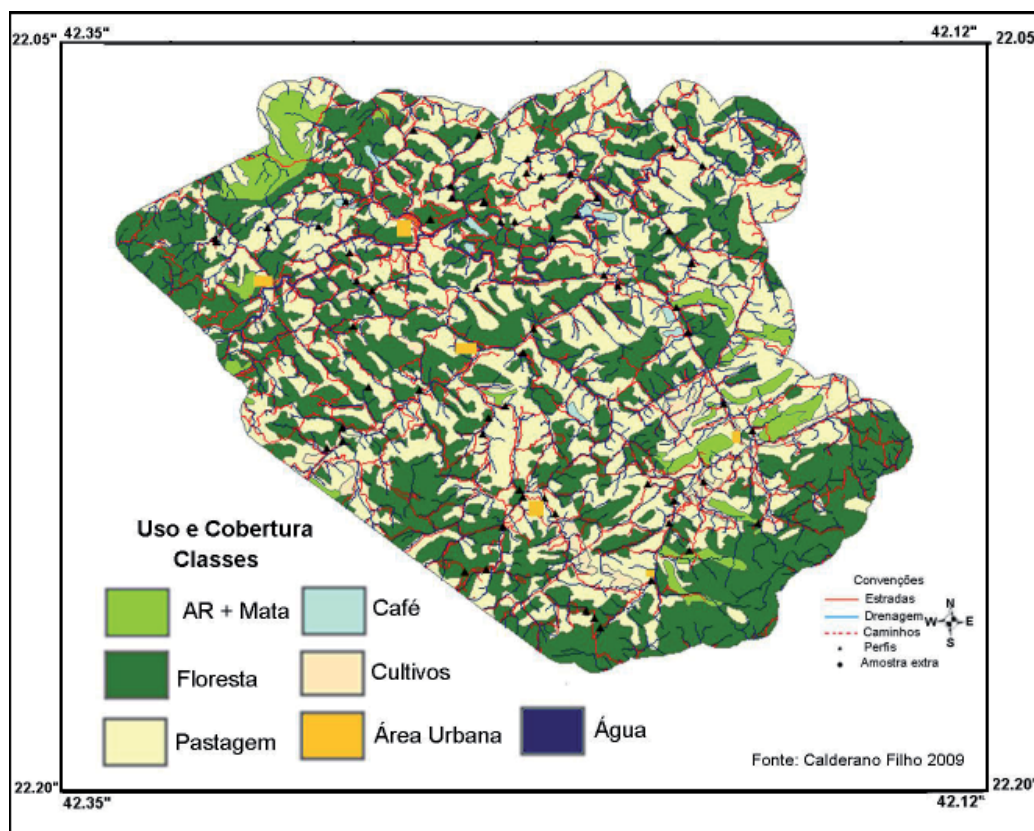 42.35"
42.12"
22.05"
22.05"
Uso e Cobertura
Classes
AR + Mata
Café
Floresta
Cultivos
Pastagem
Área Urbana
Água
Convenções
Estradas
Drenagem
Caminhos
Perfis
Amostra extra
N
W
E
S
Fonte: Calderano Filho 2009
22.20"
22.20"
42.35"
42.12"